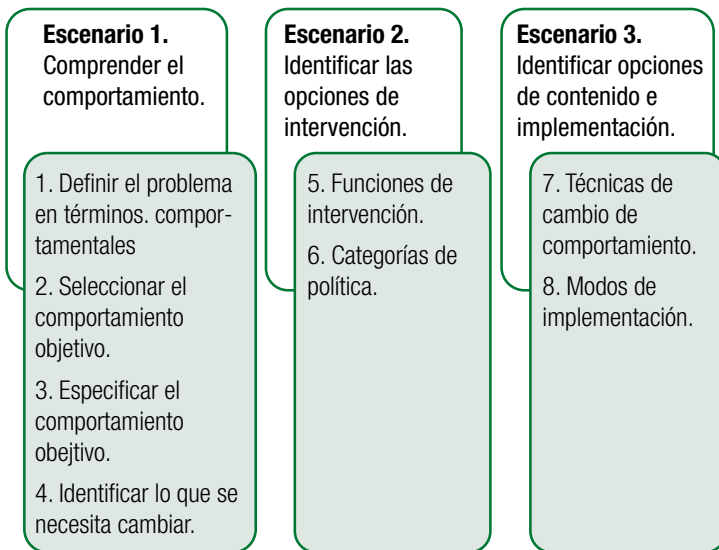 Escenario 1.
Comprender el
comportamiento.
1. Definir el problema
en términos. compor-
tamentales
2. Seleccionar el
comportamiento
objetivo.
3. Especificar el
comportamiento
obejtivo.
4. Identificar lo que se
necesita cambiar.
Escenario 2.
Identificar las
opciones de
intervención.
5. Funciones de
intervención.
6. Categorías de
política.
Escenario 3.
Identificar opciones
de contenido e
implementación.
7. Técnicas de
cambio de
comportamiento.
8. Modos de
implementación.